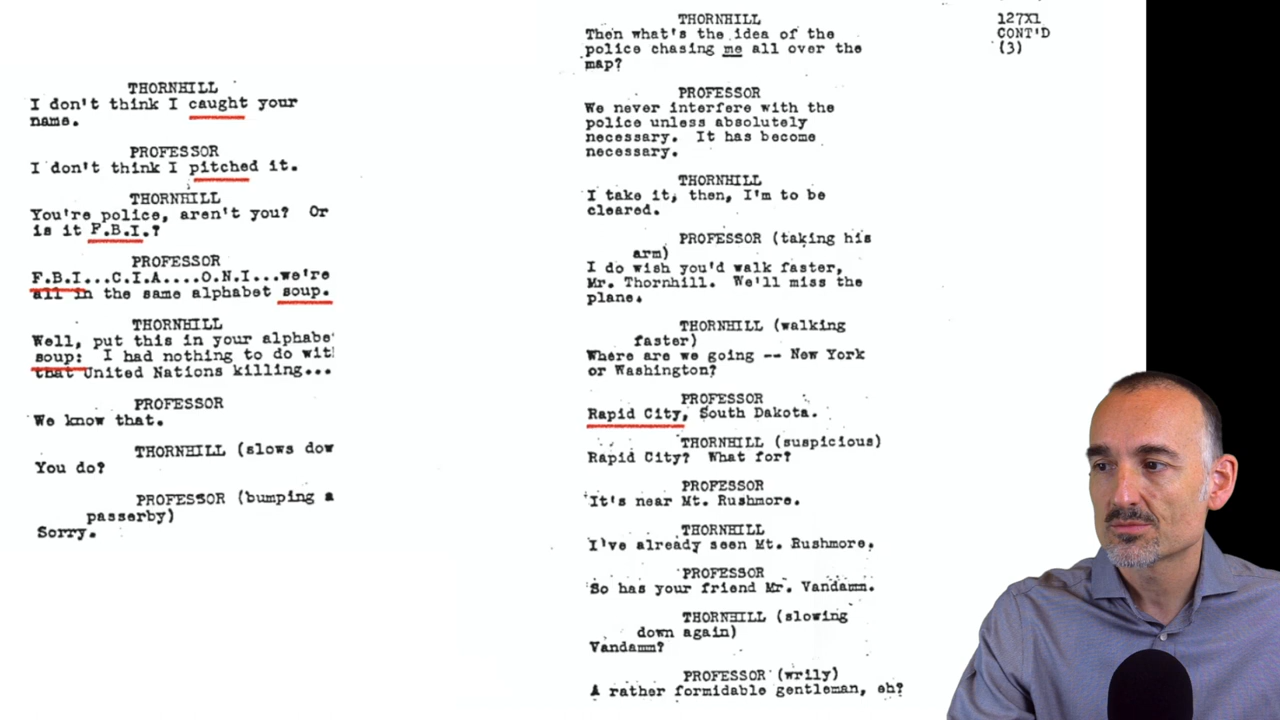 THORNHILL
I don't think I caught your
name.
PROFESSOR
I don't think I pitched it.
THORNHILL
You're police, aren't you? Or
is it F.B.I.?
PROFESSOR
F.B.I...C.I.A....O.N.I...we're
all in the same alphabet soup.
THORNHILL
Well, put this in your alphabe
soup: I had nothing to do wit
that United Nations killing...
PROFESSOR
We know that.
THORNHILL (slows dow
You do?
PROFESSOR (bumping a
passerby)
Sorry.
THORNHILL
Then what's the idea of the
police chasing me all over the
map?
PROFESSOR
We never interfere with the
police unless absolutely
necessary. It has become
necessary.
THORNHILL
I take it, then, I'm to be
cleared.
PROFESSOR (taking his
arm)
I do wish you'd walk faster,
Mr. Thornhill. We'll miss the
plane.
THORNHILL (walking
faster)
Where are we going -- New York
or Washington?
PROFESSOR
Rapid City, South Dakota.
THORNHILL (suspicious)
Rapid City? What for?
PROFESSOR
It's near Mt. Rushmore.
THORNHILL
I've already seen Mt. Rushmore.
PROFESSOR
So has your friend Mr. Vandamm.
THORNHILL (slowing
down again)
Vandamm?
PROFESSOR (wrily)
A rather formidable gentleman, eh?
127X1
CONT'D
(3)